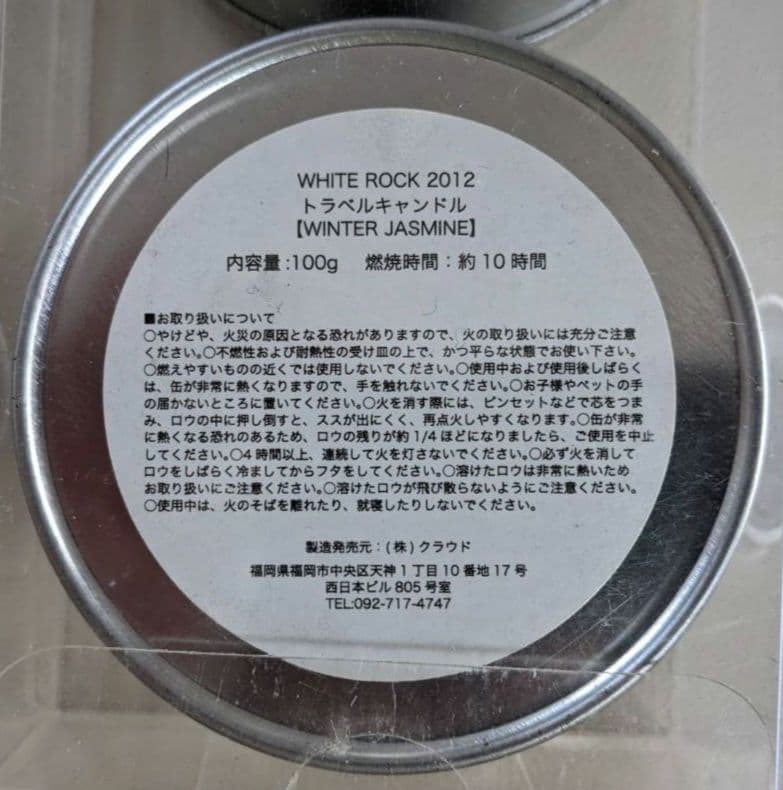 WHITE ROCK 2012
トラベルキャンドル
【WINTER JASMINE】
内容量:100g 燃焼時間:約10時間
■お取り扱いについて
○やけどや、火災の原因となる恐れがありますので、火の取り扱いには充分ご注意
ください。○不燃性および耐熱性の受け皿の上で、かつ平らな状態でお使い下さい。
○燃えやすいものの近くでは使用しないでください。○使用中および使用後しばらく
は、缶が非常に熱くなりますので、手を触れないでください。○お子様やペットの手
の届かないところに置いてください。○火を消す際には、ピンセットなどで芯をつま
み、ロウの中に押し倒すと、ススが出にくく、再点火しやすくなります。○缶が非常
に熱くなる恐れのあるため、ロウの残りが約1/4ほどになりましたら、ご使用を中止
してください。○4時間以上、連続して火を灯さないでください。○必ず火を消して
ロウをしばらく冷ましてからフタをしてください。○溶けたロウは非常に熱いため
お取り扱いにご注意ください。○溶けたロウが飛び散らないようにご注意ください。
○使用中は、火のそばを離れたり、就寝したりしないでください。
製造発売元:(株)クラウド
福岡県福岡市中央区天神1丁目10番地17号
西日本ビル805号室
TEL:092-717-4747